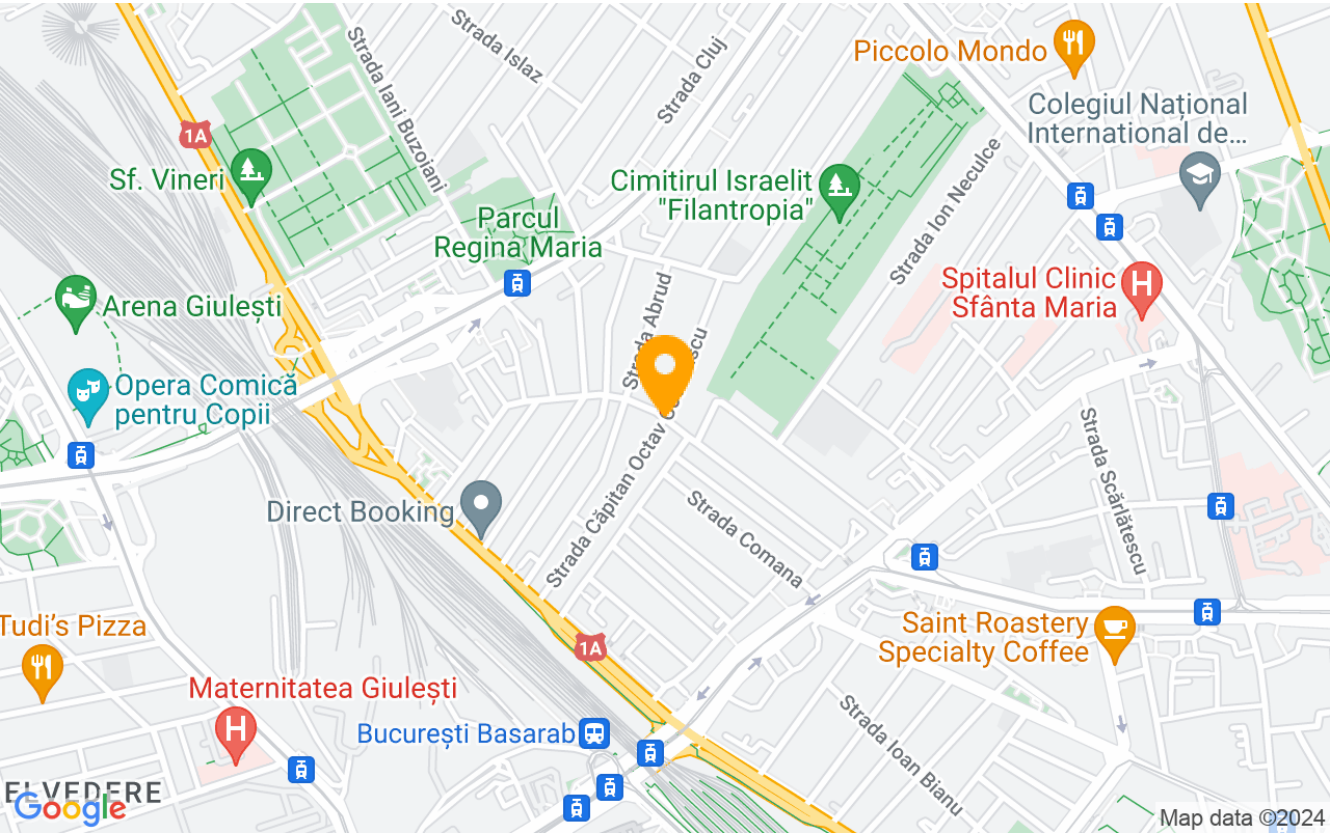 Strada Islaz
Strada Cluj
Piccolo Mondo
Strada Iani Buzoiani
Colegiul Național
International de...
1A
Sf. Vineri
Cimitirul Israelit
"Filantropia"
Strada Ion Neculce
Parcul
Regina Maria
Spitalul Clinic
Sfânta Maria
H
Arena Giulești
Strada Abrud
Opera Comică
pentru Copii
Strada Căpitan Octav
scu
Strada Scărlătescu
Direct Booking
Strada Comana
Tudi's Pizza
Saint Roastery
Specialty Coffee
1A
Maternitatea Giulești
H
București Basarab
Strada Ioan Bianu
ELVEDERE
Google
Map data ©2024